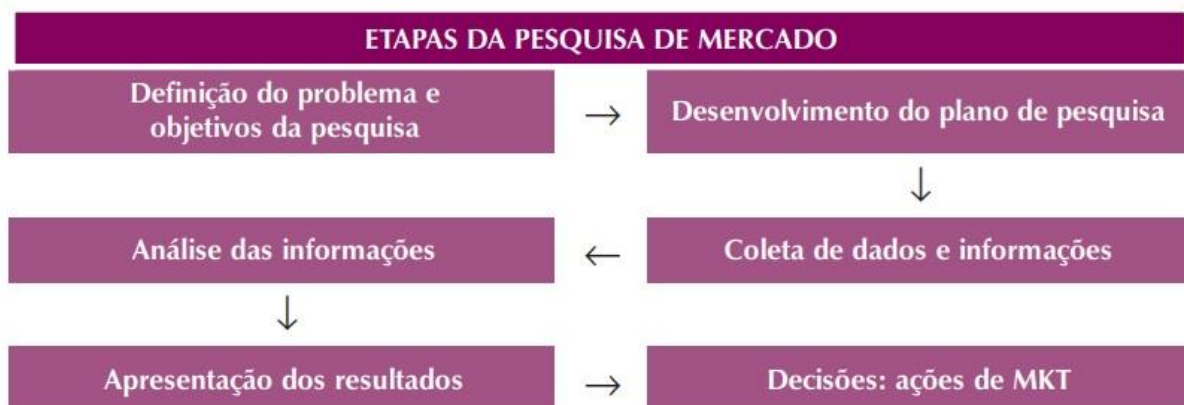 ETAPAS DA PESQUISA DE MERCADO
Definição do problema e
objetivos da pesquisa
→
Desenvolvimento do plano de pesquisa
↓
Análise das informações
←
Coleta de dados e informações
↓
Apresentação dos resultados
→
Decisões: ações de MKT